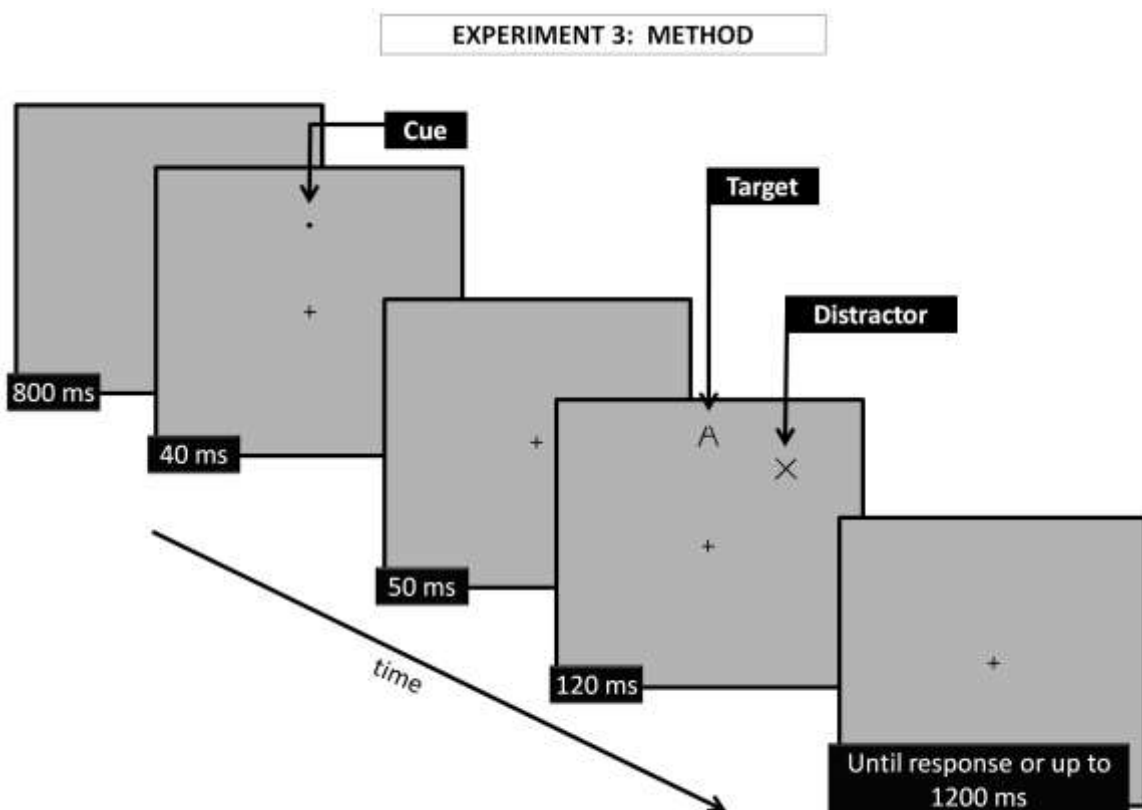 EXPERIMENT 3: METHOD
Cue
Target
Distractor
800 ms
40 ms
A
X
50 ms
120 ms
time
Until response or up to
1200 ms